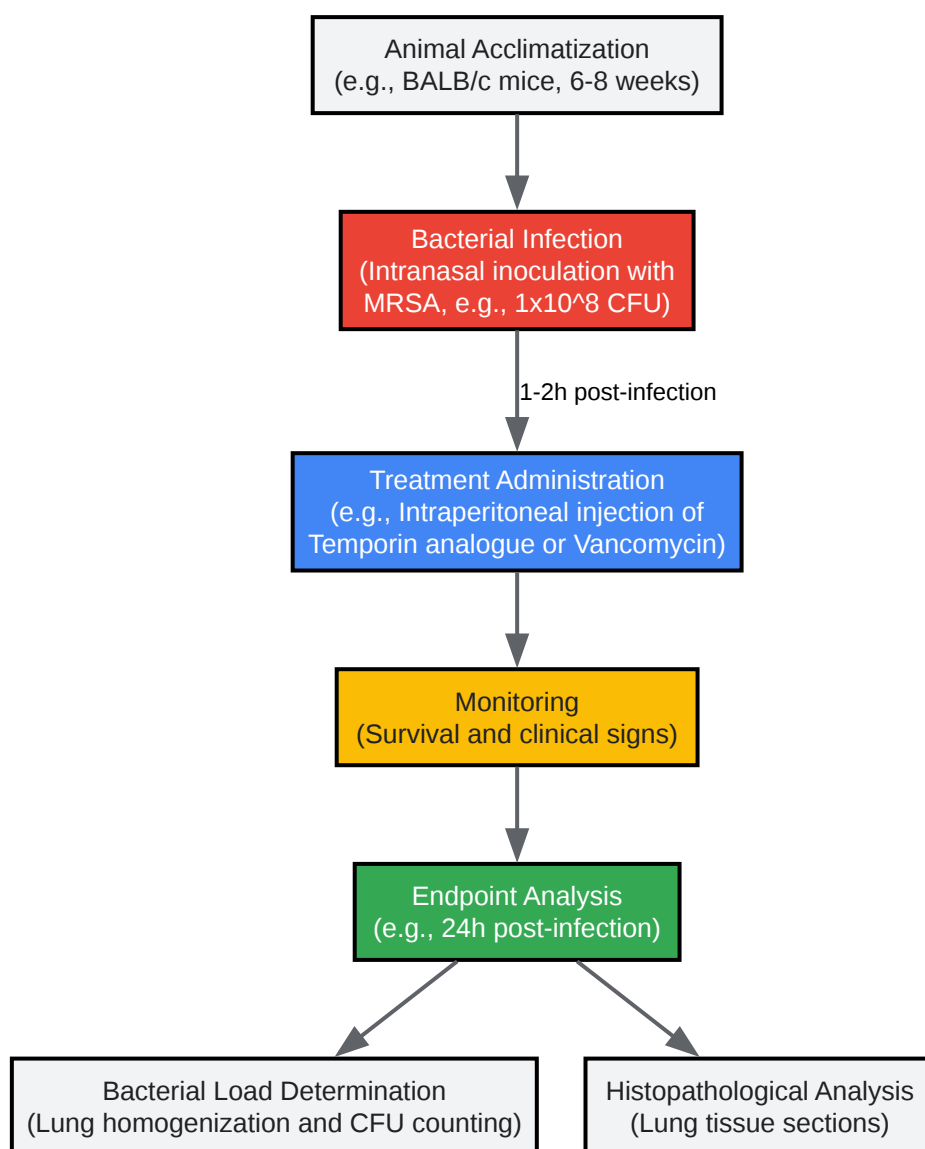 Animal Acclimatization
(e.g., BALB/c mice, 6-8 weeks)
Bacterial Infection
(Intranasal inoculation with
MRSA, e.g., 1x10^8 CFU)
1-2h post-infection
Treatment Administration
(e.g., Intraperitoneal injection of
Temporin analogue or Vancomycin)
Monitoring
(Survival and clinical signs)
Endpoint Analysis
(e.g., 24h post-infection)
Bacterial Load Determination
(Lung homogenization and CFU counting)
Histopathological Analysis
(Lung tissue sections)